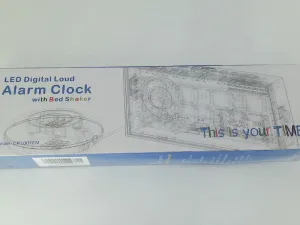 LED Digital Loud
Alarm Clock
with Bed Shaker
This is your TIME